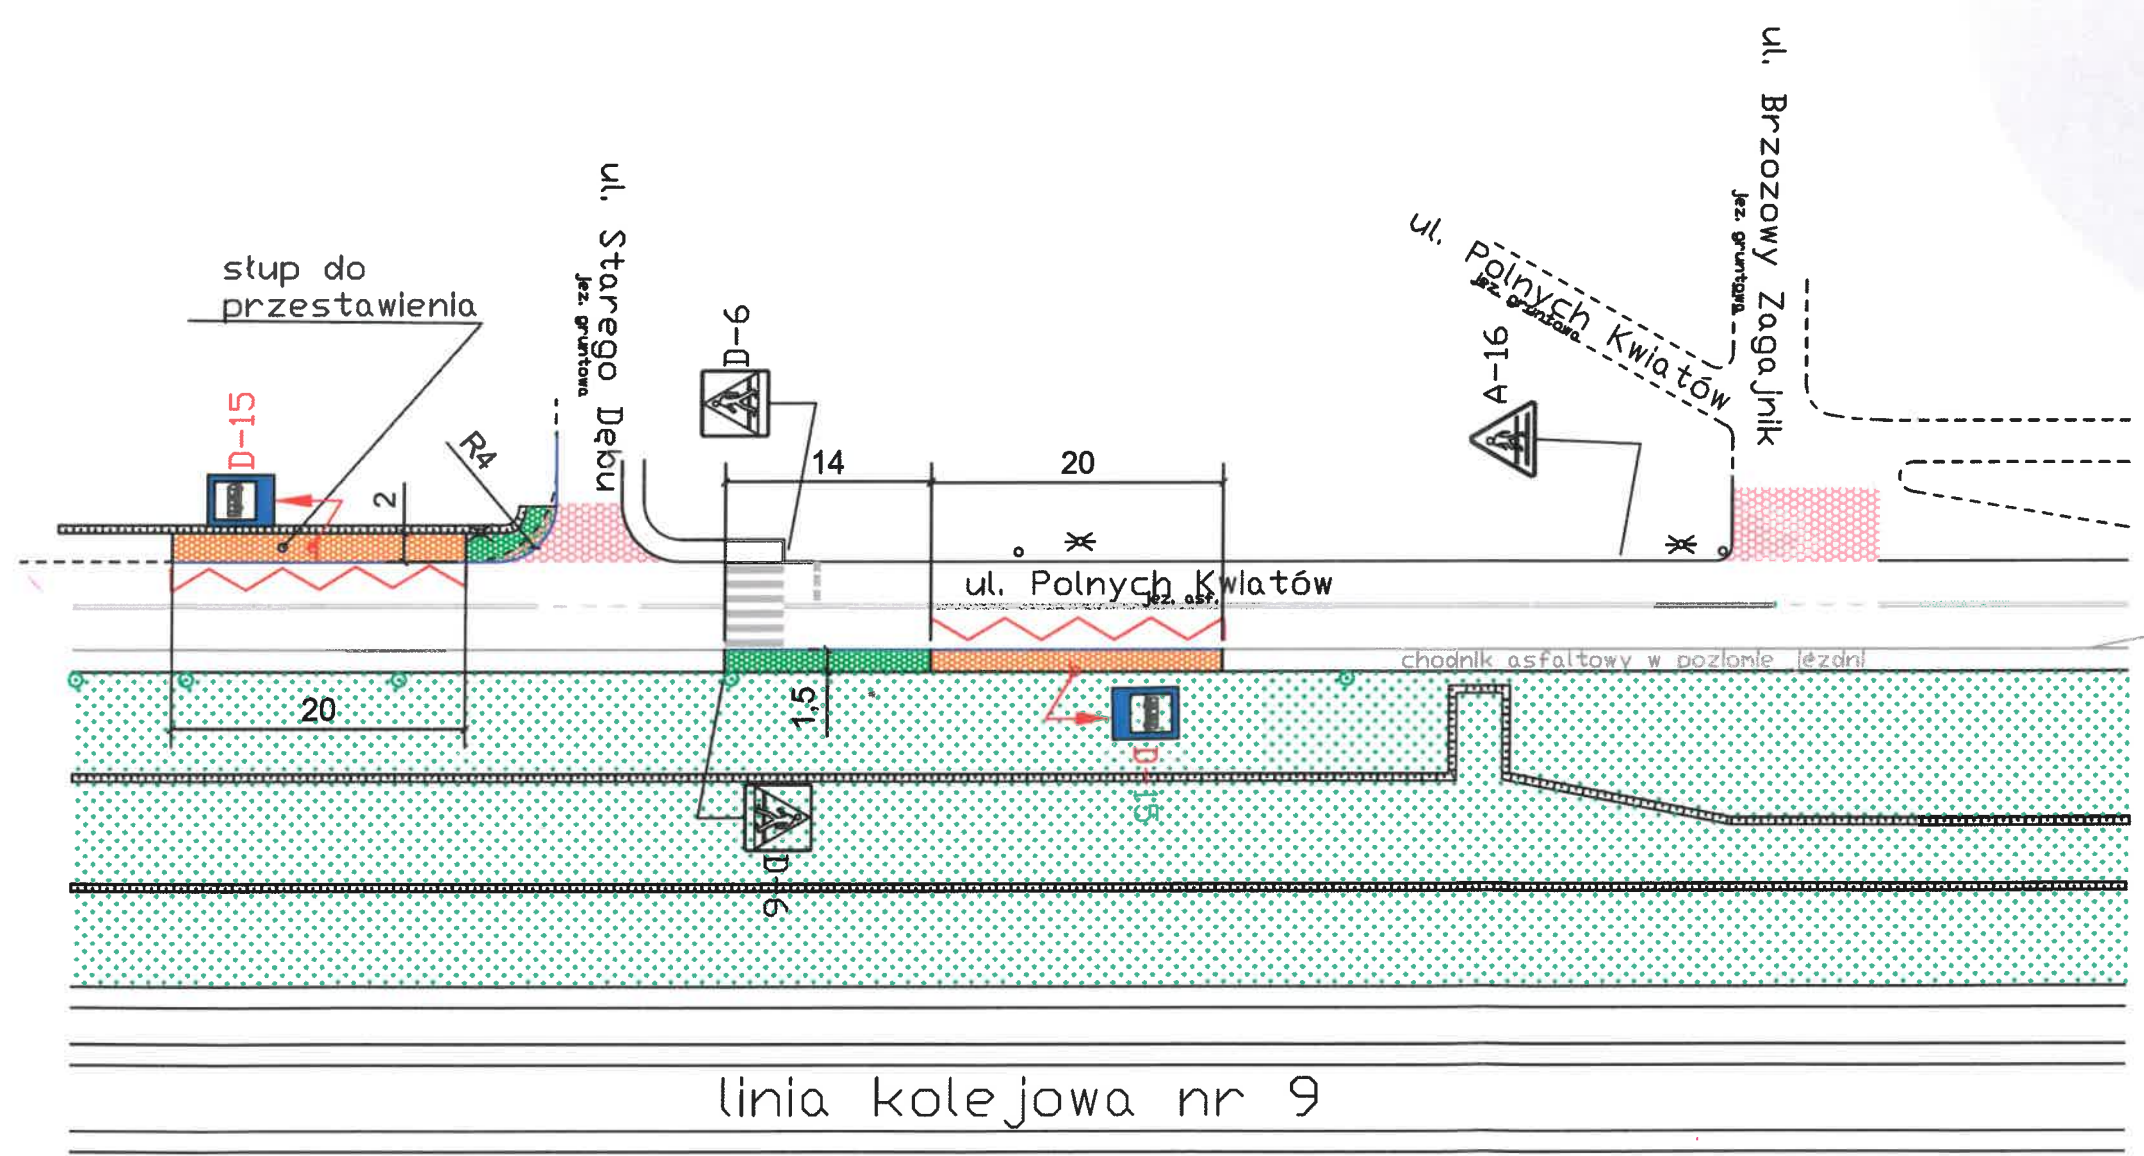 ul. Brzozowy Zagajnik
jez. gruntowa
ul. Starego Dębu
jez. gruntowa
ul. Polnych Kwiatów
jez. gruntowa
słup do
przestawienia
D-6
A-16
D-15
R4
2
14
20
ul. Polnych Kwiatów
jez. asf.
chodnik asfaltowy w poziomie jezdni
20
1,5
D-15
D-6
linia kolejowa nr 9